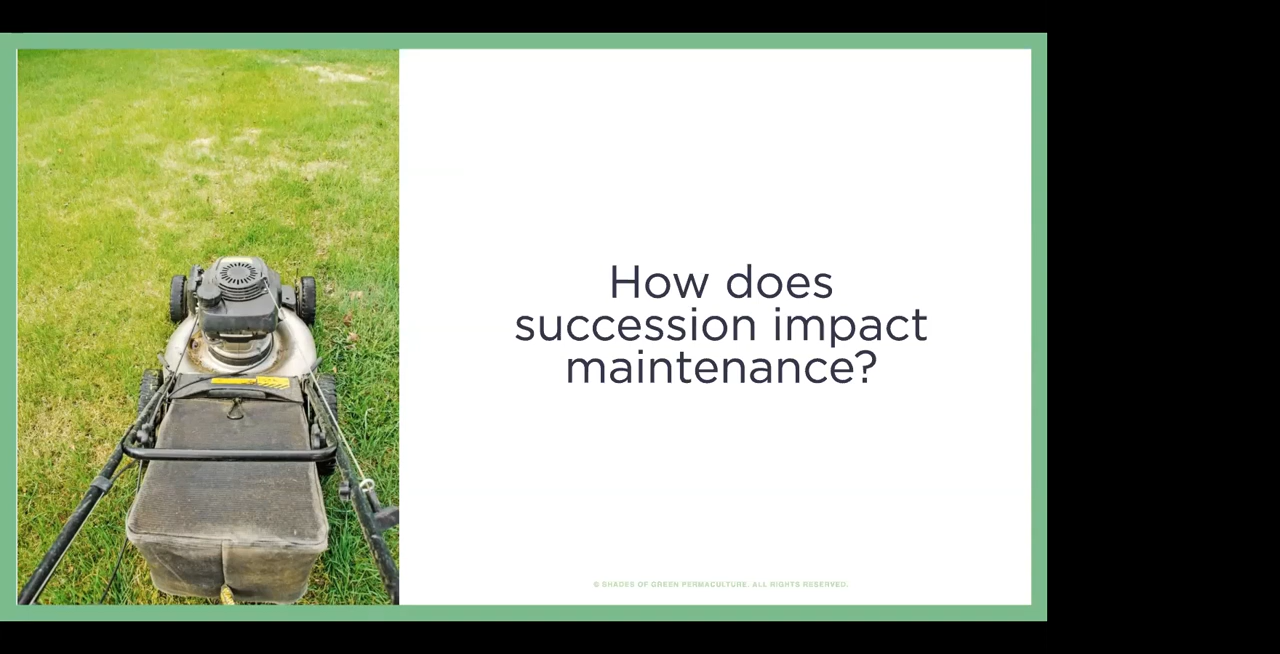 How does
succession impact
maintenance?
© SHADES OF GREEN PERMACULTURE. ALL RIGHTS RESERVED.